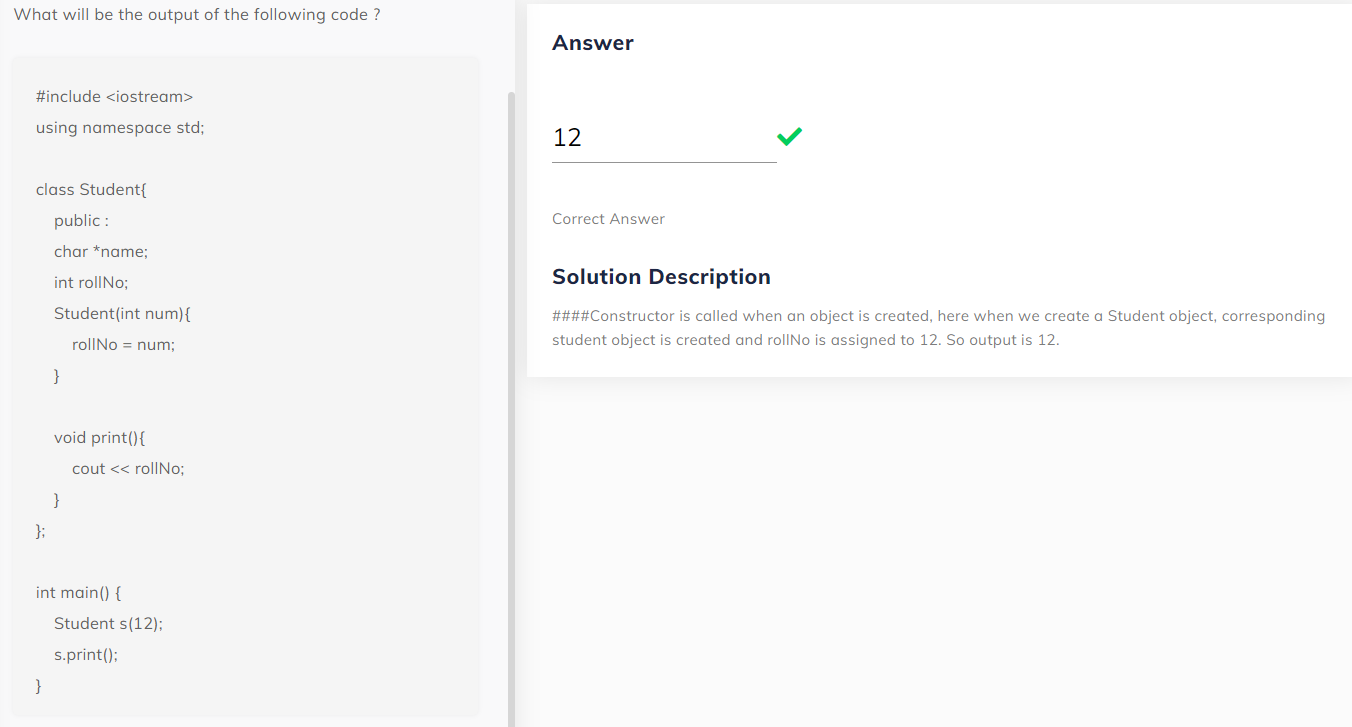 What will be the output of the following code ?
#include <iostream>
using namespace std;
class Student{
public :
char *name;
int rollNo;
Student(int num){
rollNo = num;
}
void print(){
cout << rollNo;
}
};
int main() {
Student s(12);
s.print();
}
Answer
12
Correct Answer
Solution Description
####Constructor is called when an object is created, here when we create a Student object, corresponding
student object is created and rollNo is assigned to 12. So output is 12.